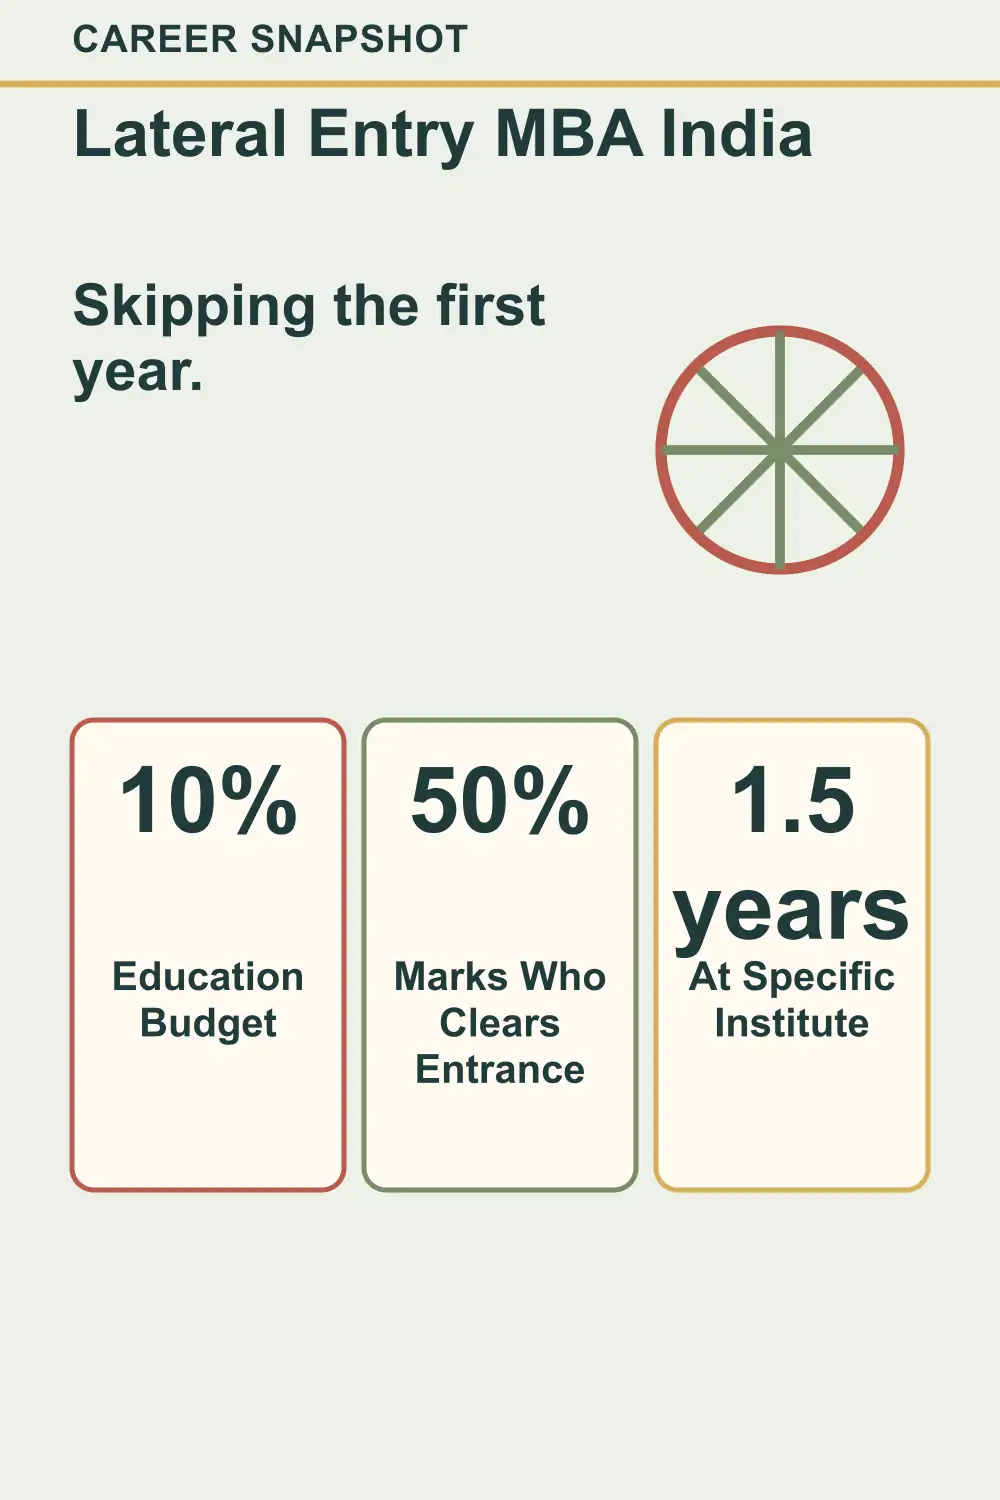 CAREER SNAPSHOT
Lateral Entry MBA India
Skipping the first
year.
10%
Education
Budget
50%
Marks Who
Clears
Entrance
1.5
years
At Specific
Institute